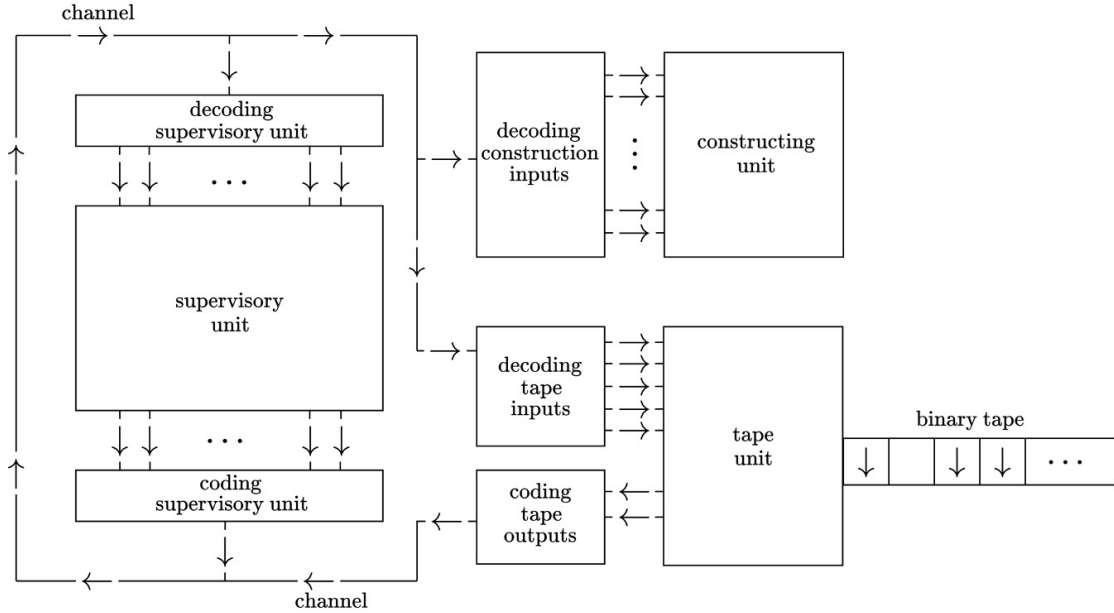 channel
decoding
supervisory unit
...
supervisory
unit
...
coding
supervisory unit
channel
decoding
construction
inputs
...
constructing
unit
decoding
tape
inputs
tape
unit
coding
tape
outputs
binary tape
...